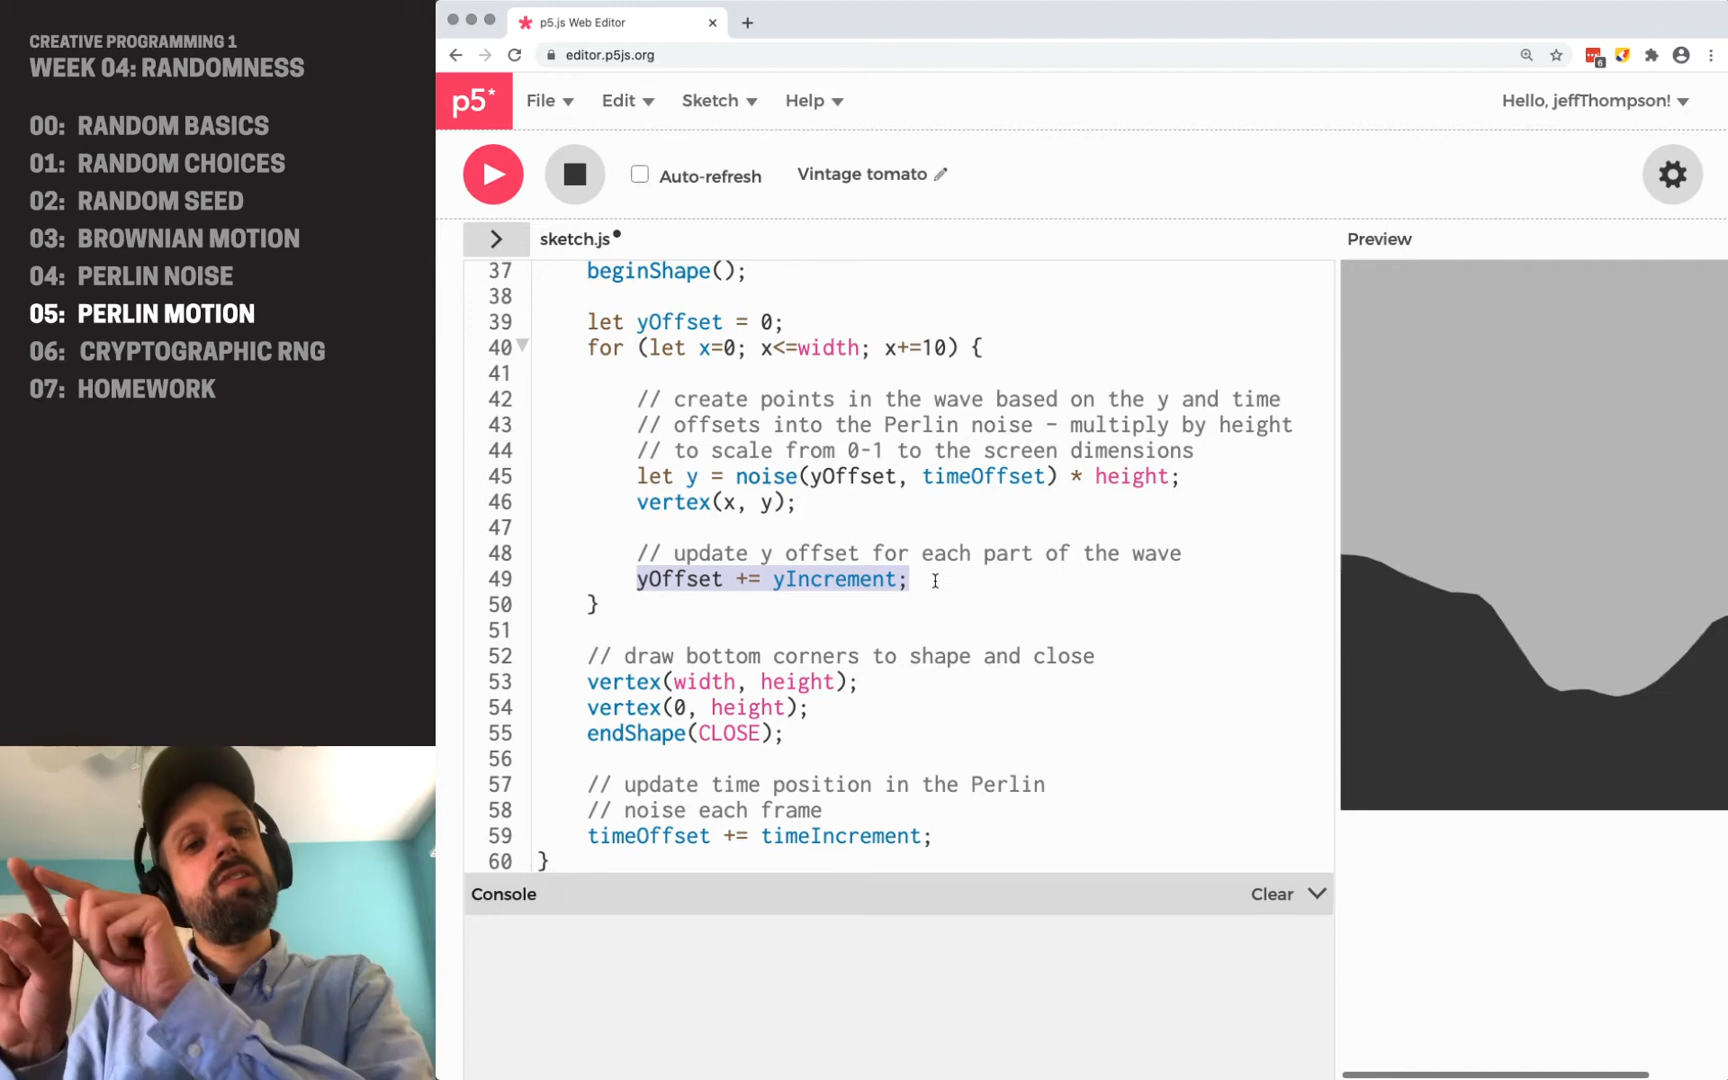 CREATIVE PROGRAMMING 1
WEEK 04: RANDOMNESS
00: RANDOM BASICS
01: RANDOM CHOICES
02: RANDOM SEED
03: BROWNIAN MOTION
04: PERLIN NOISE
05: PERLIN MOTION
06: CRYPTOGRAPHIC RNG
07: HOMEWORK
p5.js Web Editor
editor.p5js.org
6
p5*
File
Edit
Sketch
Help
Hello, jeffThompson!
Auto-refresh
Vintage tomato
sketch.js
Preview
37 beginShape();
38
39 let yOffset = 0;
40 for (let x=0; x<=width; x+=10) {
41
42 // create points in the wave based on the y and time
43 // offsets into the Perlin noise – multiply by height
44 // to scale from 0-1 to the screen dimensions
45 let y = noise(yOffset, timeOffset) * height;
46 vertex(x, y);
47
48 // update y offset for each part of the wave
49 yOffset += yIncrement;
50 }
51
52 // draw bottom corners to shape and close
53 vertex(width, height);
54 vertex(0, height);
55 endShape(CLOSE);
56
57 // update time position in the Perlin
58 // noise each frame
59 timeOffset += timeIncrement;
60 }
Console
Clear